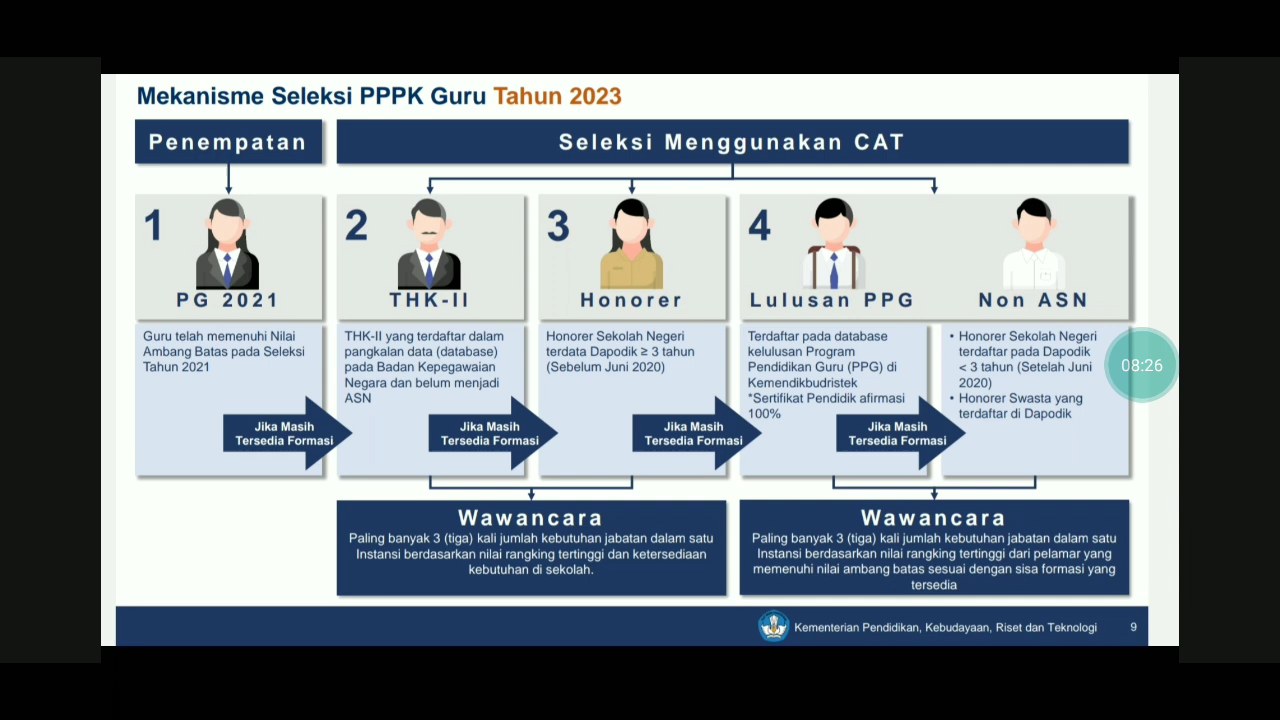 Mekanisme Seleksi PPPK Guru Tahun 2023
Penempatan
Seleksi Menggunakan CAT
1
PG 2021
2
THK-II
3
Honorer
4
Lulusan PPG
Non ASN
Guru telah memenuhi Nilai
Ambang Batas pada Seleksi
Tahun 2021
Jika Masih
Tersedia Formasi
THK-II yang terdaftar dalam
pangkalan data (database)
pada Badan Kepegawaian
Negara dan belum menjadi
ASN
Jika Masih
Tersedia Formasi
Honorer Sekolah Negeri
terdata Dapodik ≥ 3 tahun
(Sebelum Juni 2020)
Jika Masih
Tersedia Formasi
Terdaftar pada database
kelulusan Program
Pendidikan Guru (PPG) di
Kemendikbudristek
*Sertifikat Pendidik afirmasi
100%
Jika Masih
Tersedia Formasi
• Honorer Sekolah Negeri
terdaftar pada Dapodik
< 3 tahun (Setelah Juni
2020)
• Honorer Swasta yang
terdaftar di Dapodik
08:26
Wawancara
Paling banyak 3 (tiga) kali jumlah kebutuhan jabatan dalam satu
Instansi berdasarkan nilai rangking tertinggi dan ketersediaan
kebutuhan di sekolah.
Wawancara
Paling banyak 3 (tiga) kali jumlah kebutuhan jabatan dalam satu
Instansi berdasarkan nilai rangking tertinggi dari pelamar yang
memenuhi nilai ambang batas sesuai dengan sisa formasi yang
tersedia
Kementerian Pendidikan, Kebudayaan, Riset dan Teknologi
9